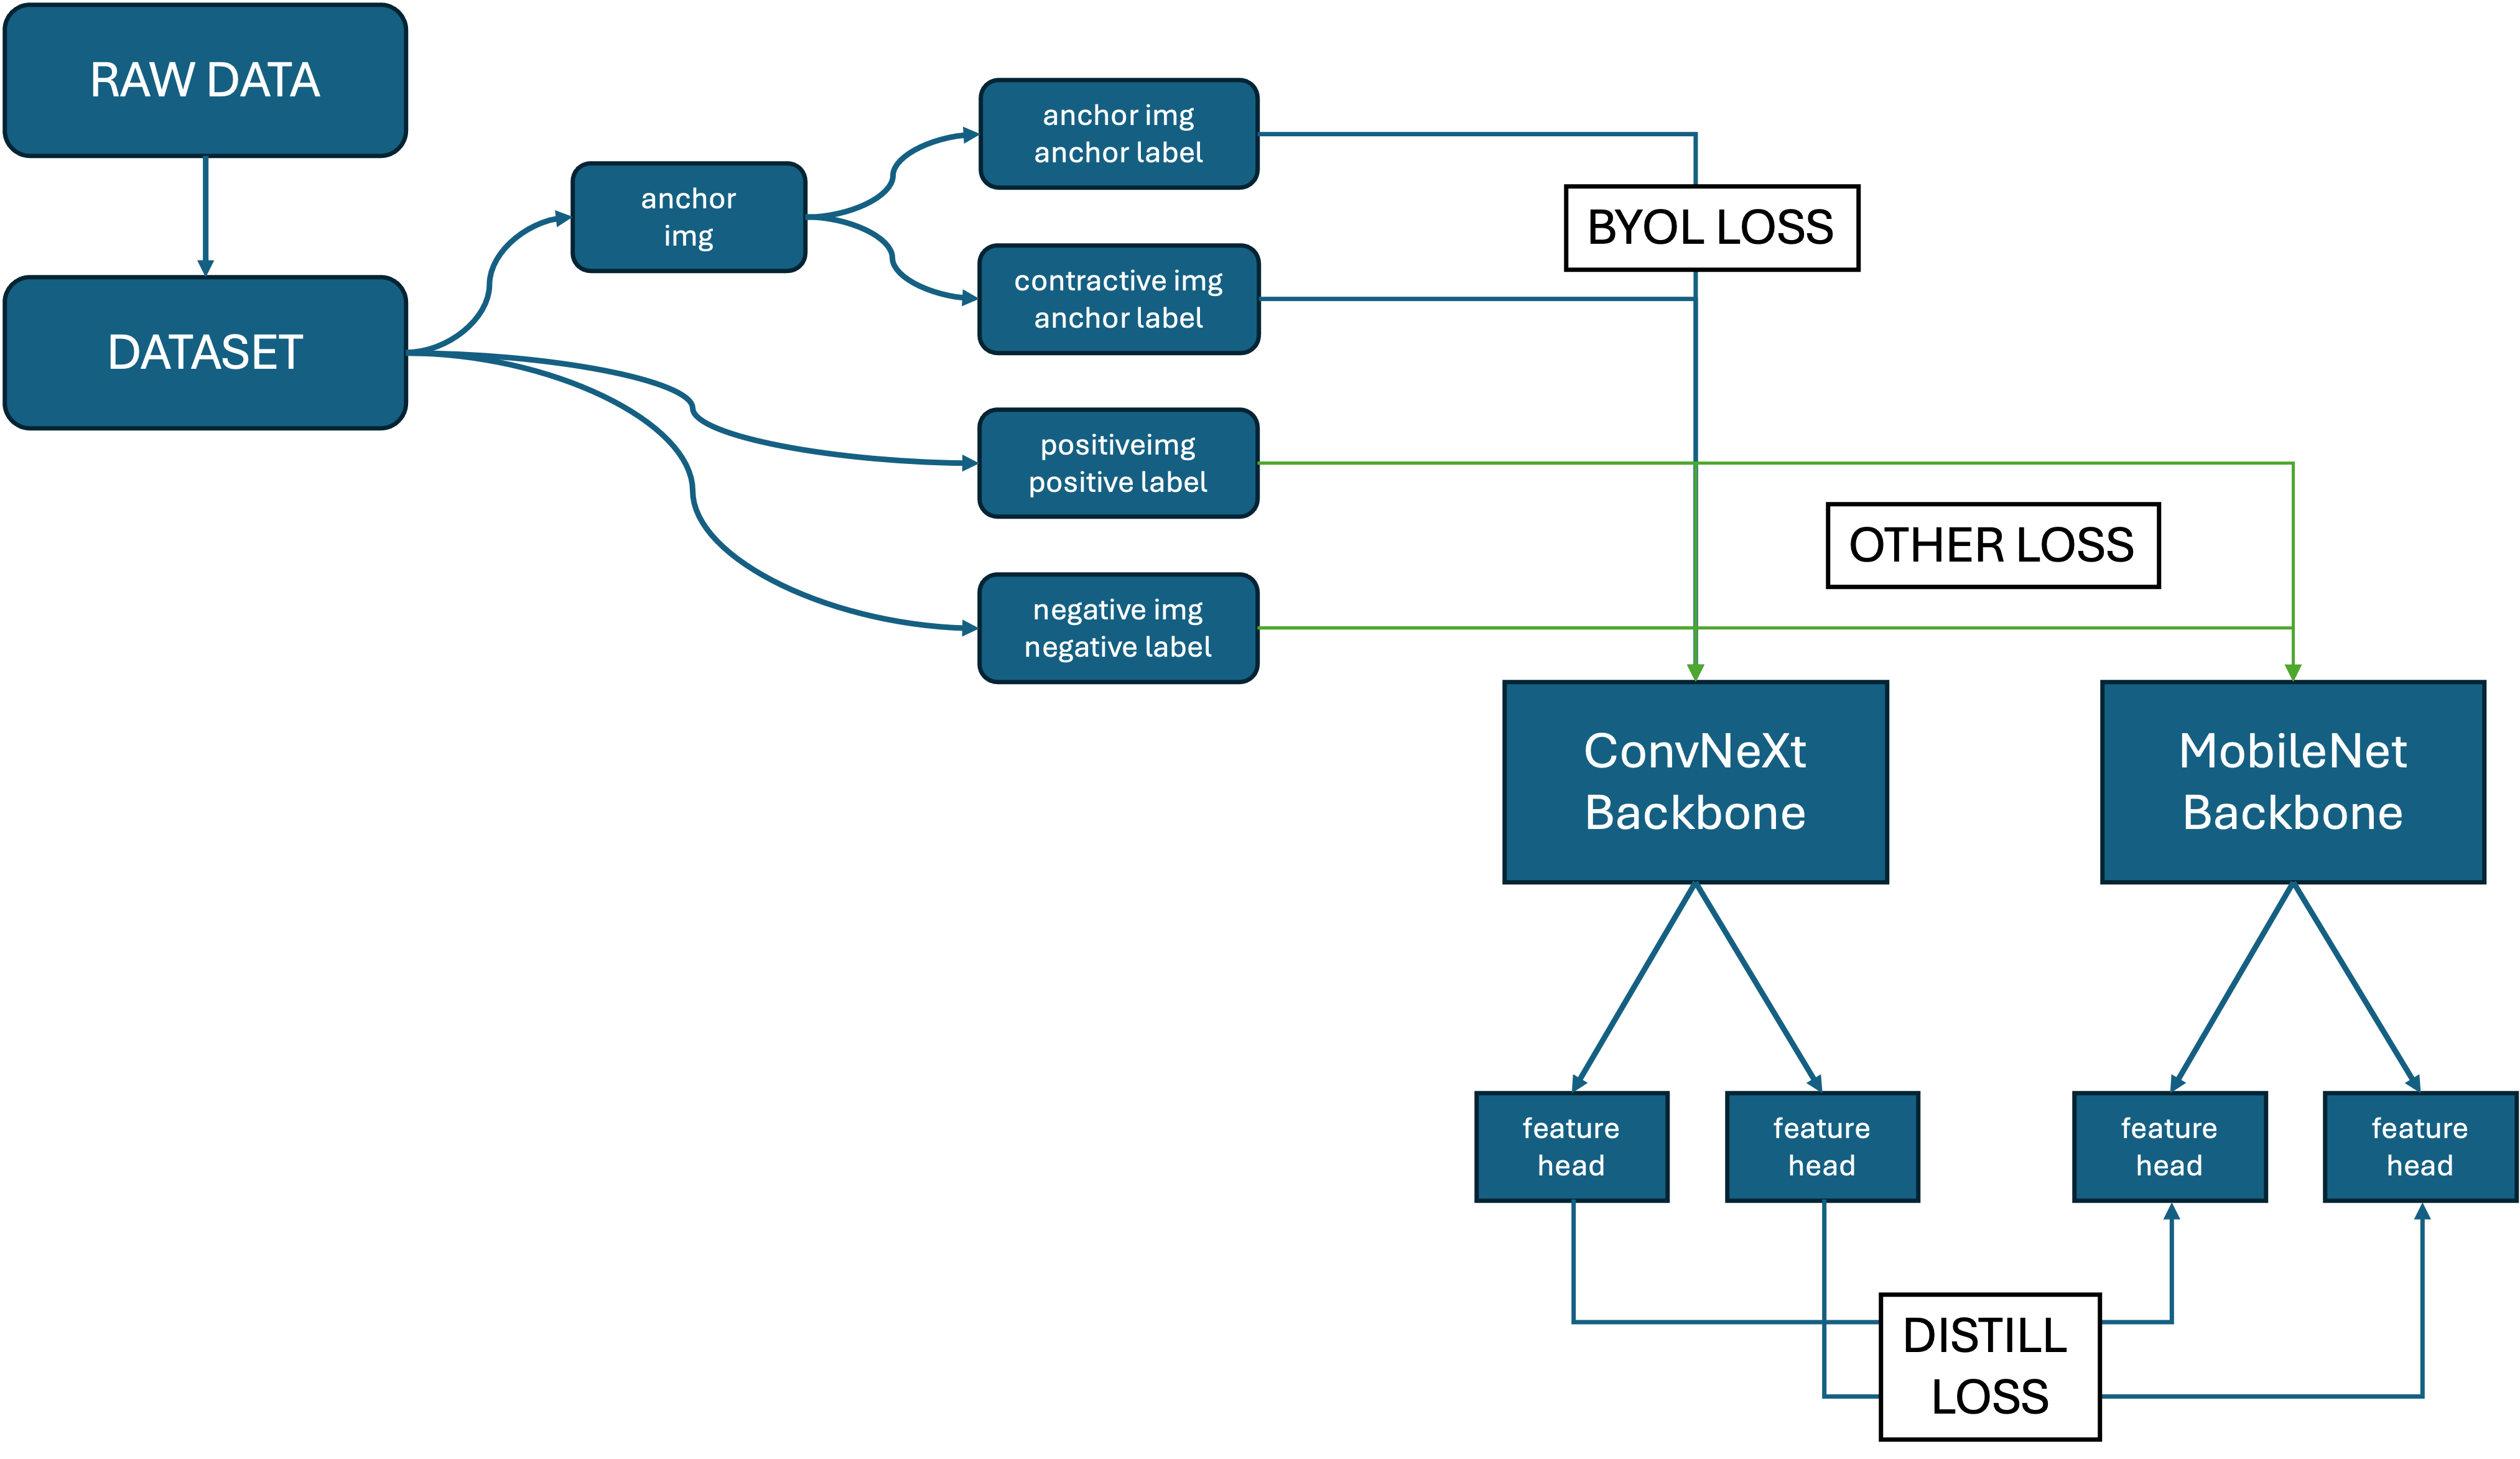 RAW DATA
DATASET
anchor
img
anchor img
anchor label
contractive img
anchor label
positiveimg
positive label
negative img
negative label
BYOL LOSS
OTHER LOSS
ConvNeXt
Backbone
MobileNet
Backbone
feature
head
feature
head
feature
head
feature
head
DISTILL
LOSS